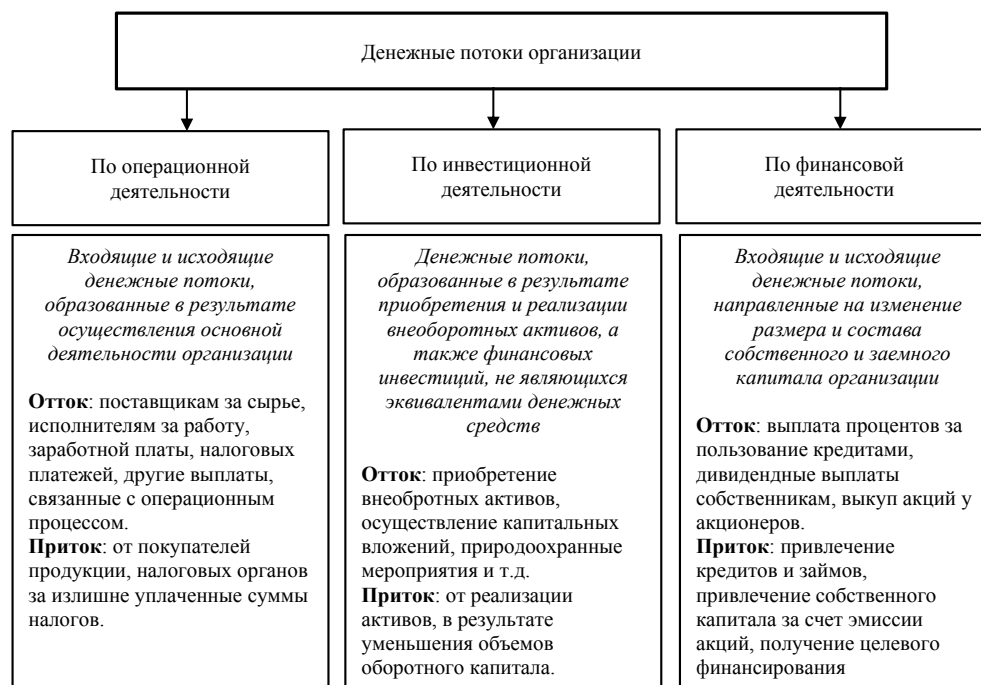 Денежные потоки организации
По операционной
деятельности
По инвестиционной
деятельности
По финансовой
деятельности
Входящие и исходящие
денежные потоки,
образованные в результате
осуществления основной
деятельности организации
Отток: поставщикам за сырье,
исполнителям за работу,
заработной платы, налоговых
платежей, другие выплаты,
связанные с операционным
процессом.
Приток: от покупателей
продукции, налоговых органов
за излишне уплаченные суммы
налогов.
Денежные потоки,
образованные в результате
приобретения и реализации
внеоборотных активов, а
также финансовых
инвестиций, не являющихся
эквивалентами денежных
средств
Отток: приобретение
внеобротных активов,
осуществление капитальных
вложений, природоохранные
мероприятия и т.д.
Приток: от реализации
активов, в результате
уменьшения объемов
оборотного капитала.
Входящие и исходящие
денежные потоки,
направленные на изменение
размера и состава
собственного и заемного
капитала организации
Отток: выплата процентов за
пользование кредитами,
дивидендные выплаты
собственникам, выкуп акций у
акционеров.
Приток: привлечение
кредитов и займов,
привлечение собственного
капитала за счет эмиссии
акций, получение целевого
финансирования